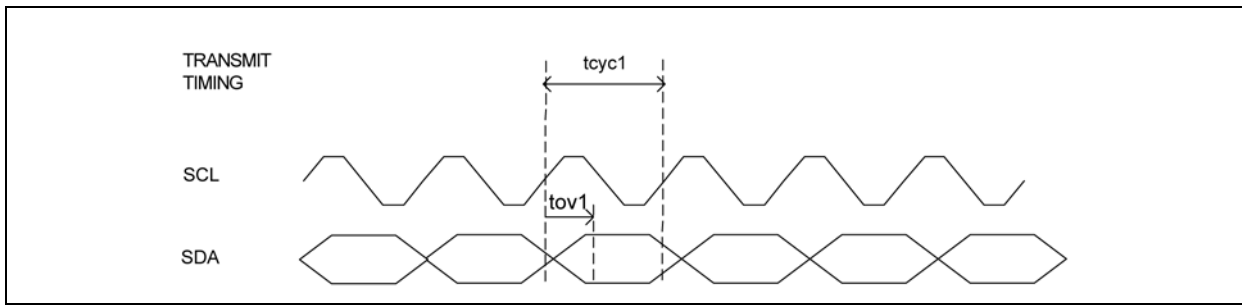 TRANSMIT
TIMING
tcyc1
SCL
tov1
SDA